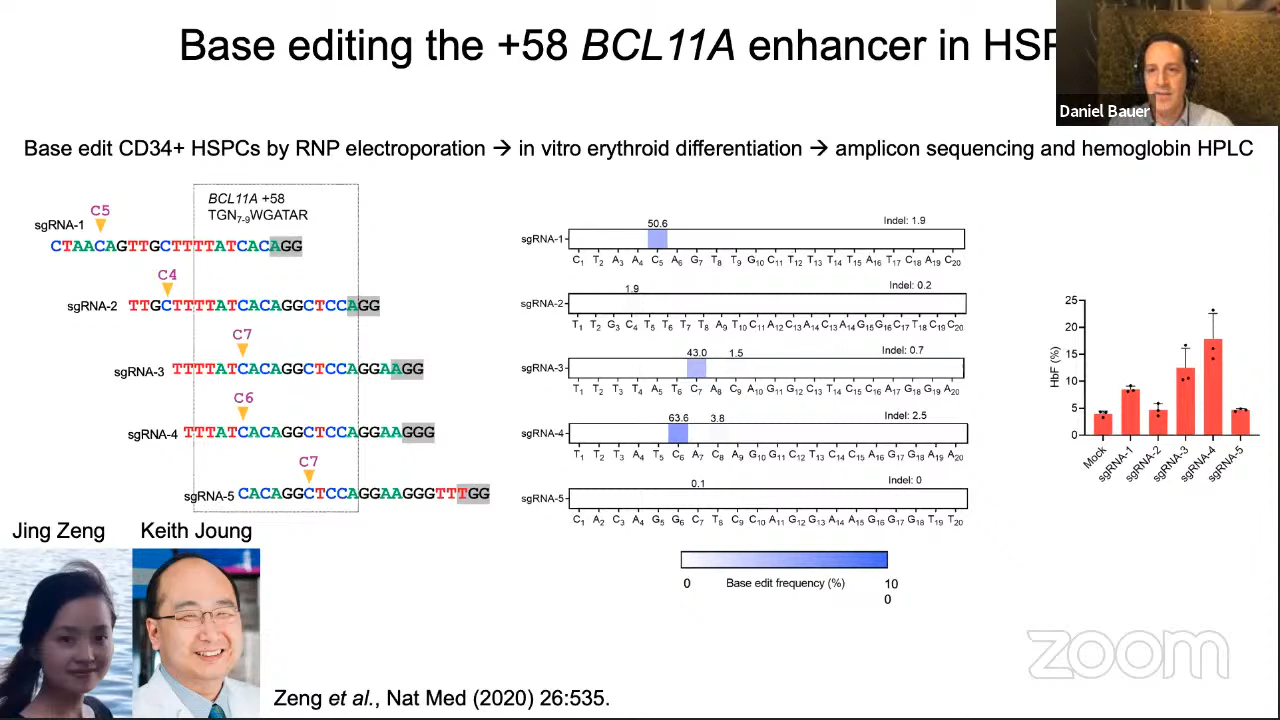 Base editing the +58 BCL11A enhancer in HSP
Daniel Bauer
Base edit CD34+ HSPCs by RNP electroporation → in vitro erythroid differentiation → amplicon sequencing and hemoglobin HPLC
BCL11A +58
TGN7-9WGATAR
C5
sgRNA-1
CTAACAGTTGCTTTTATCACAGG
C4
sgRNA-2
TTGCTTTTATCACAGGCTCCAGG
C7
sgRNA-3
TTTTATCACAGGCTCCAGGAAGG
C6
sgRNA-4
TTTATCACAGGCTCCAGGAAGGG
C7
sgRNA-5
CACAGGCTCCAGGAAGGGTTTGG
50.6
Indel: 1.9
sgRNA-1
C1 T2 A3 A4 C5 A6 G7 T8 T9 G10 C11 T12 T13 T14 T15 A16 T17 C18 A19 C20
1.9
Indel: 0.2
sgRNA-2
T1 T2 G3 C4 T5 T6 T7 T8 A9 T10 C11 A12 C13 A14 G15 G16 C17 T18 C19 C20
43.0
1.5
Indel: 0.7
sgRNA-3
T1 T2 T3 T4 A5 T6 C7 A8 C9 A10 G11 G12 C13 T14 C15 C16 A17 G18 G19 A20
63.6
3.8
Indel: 2.5
sgRNA-4
T1 T2 T3 A4 T5 C6 A7 C8 A9 G10 G11 C12 T13 C14 C15 A16 G17 G18 A19 A20
0.1
Indel: 0
sgRNA-5
C1 A2 C3 A4 G5 G6 C7 T8 C9 C10 A11 G12 G13 A14 A15 G16 G17 G18 T19 T20
0
Base edit frequency (%)
10
0
HbF (%)
25
20
15
10
5
0
Mock
sgRNA-1
sgRNA-2
sgRNA-3
sgRNA-4
sgRNA-5
Jing Zeng
Keith Joung
Zeng et al., Nat Med (2020) 26:535.
zoom